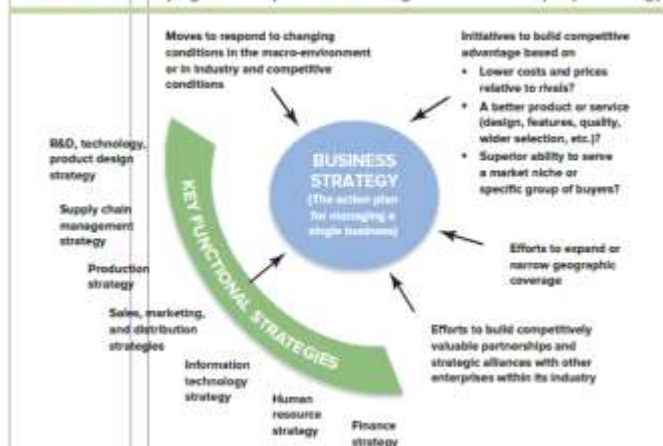 Moves to respond to changing
conditions in the macro-environment
or in industry and competitive
conditions
Initiatives to build competitive
advantage based on
• Lower costs and prices
relative to rivals?
• A better product or service
(design, features, quality,
wider selection, etc.)?
• Superior ability to serve
a market niche or
specific group of buyers?
BUSINESS
STRATEGY
(The action plan
for managing a
single business)
R&D, technology,
product design
strategy
Supply chain
management
strategy
Production
strategy
Sales, marketing,
and distribution
strategies
Information
technology
strategy
Human
resource
strategy
Finance
strategy
KEY FUNCTIONAL STRATEGIES
Efforts to expand or
narrow geographic
coverage
Efforts to build competitively
valuable partnerships and
strategic alliances with other
enterprises within its industry